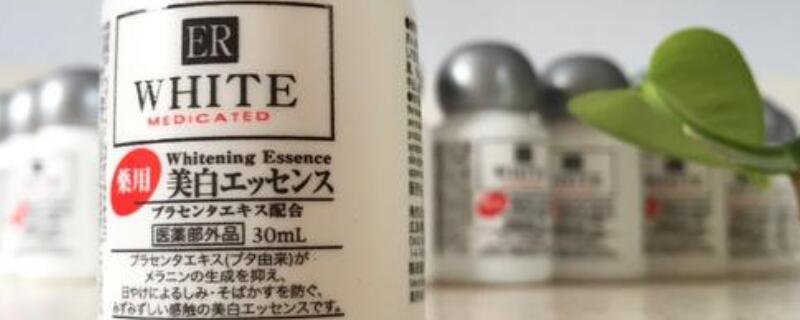 ER
WHITE
MEDICATED
Whitening Essence
薬用
美白エッセンス
プラセンタエキス配合
医薬部外品 30mL
プラセンタエキス(ブタ由来)が
メラニンの生成を抑え、
日やけによるしみ・そばかすを防ぐ、
みずみずしい感触の美白エッセンスです。